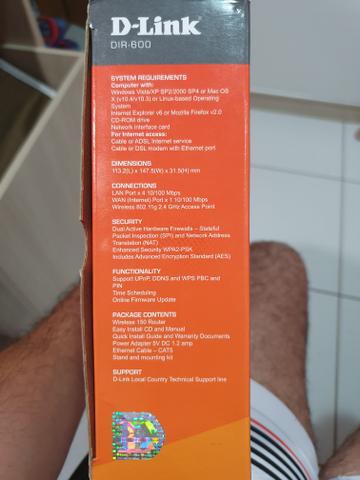 D-Link
DIR-600
SYSTEM REQUIREMENTS
Computer with:
Windows Vista/XP SP2/2000 SP4 or Mac OS
X (v10.4/v10.3) or Linux-based Operating
System
Internet Explorer v6 or Mozilla Firefox v2.0
CD-ROM drive
Network interface card
For Internet access:
Cable or ADSL Internet service
Cable or DSL modem with Ethernet port
DIMENSIONS
113.2(L) x 147.5(W) x 31.5(H) mm
CONNECTIONS
LAN Port x 4 10/100 Mbps
WAN (Internet) Port x 1 10/100 Mbps
Wireless 802.11g 2.4 GHz Access Point
SECURITY
Dual Active Hardware Firewalls – Stateful
Packet Inspection (SPI) and Network Address
Translation (NAT)
Enhanced Security WPA2-PSK
Includes Advanced Encryption Standard (AES)
FUNCTIONALITY
Support UPnP, DDNS and WPS PBC and
PIN
Time Scheduling
Online Firmware Update
PACKAGE CONTENTS
Wireless 150 Router
Easy Install CD and Manual
Quick Install Guide and Warranty Documents
Power Adapter 5V DC 1.2 amp
Ethernet Cable – CAT5
Stand and mounting kit
SUPPORT
D-Link Local Country Technical Support line